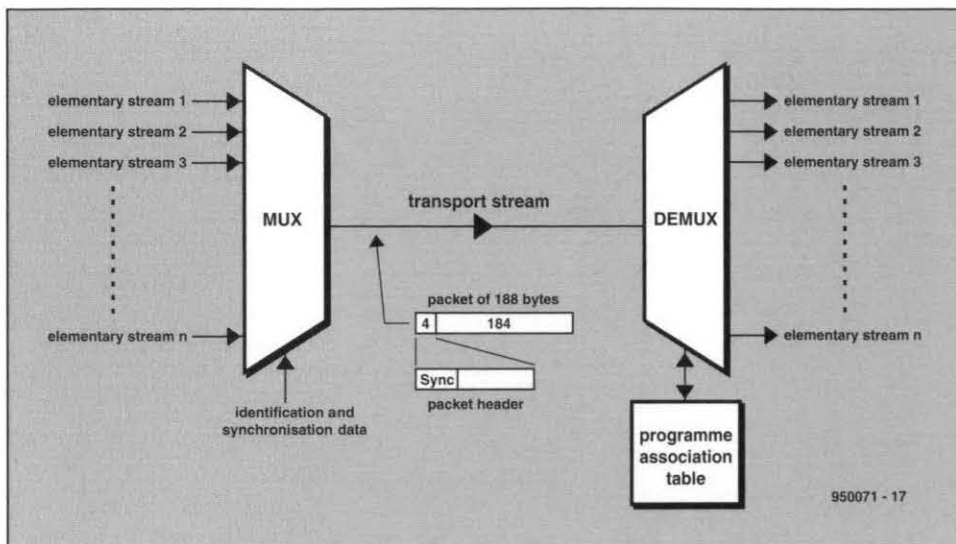 elementary stream 1
elementary stream 2
elementary stream 3
elementary stream n
MUX
identification and
synchronisation data
transport stream
packet of 188 bytes
4 184
Sync
packet header
DEMUX
elementary stream 1
elementary stream 2
elementary stream 3
elementary stream n
programme
association
table
950071 - 17